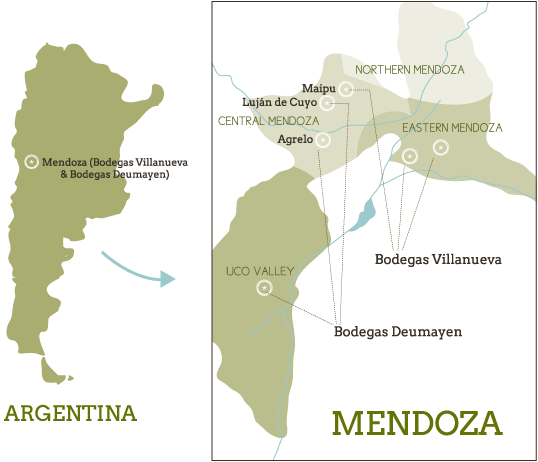 Mendoza (Bodegas Villanueva
& Bodegas Deumayen)
ARGENTINA
NORTHERN MENDOZA
Maipu
Luján de Cuyo
CENTRAL MENDOZA
EASTERN MENDOZA
Agrelo
Bodegas Villanueva
UCO VALLEY
Bodegas Deumayen
MENDOZA